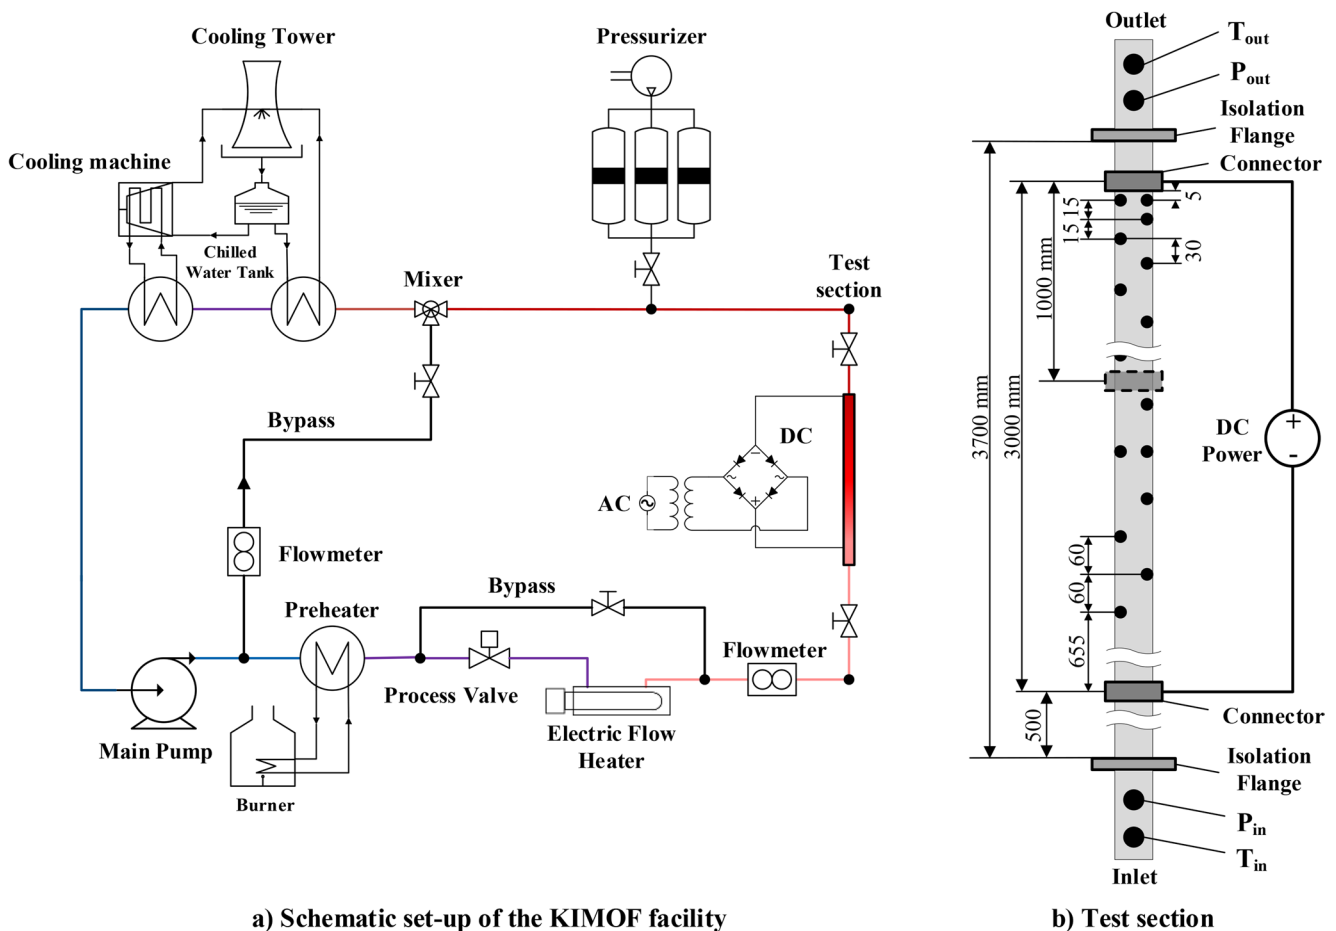 Cooling Tower
Pressurizer
Cooling machine
Chilled
Water Tank
Mixer
Test
section
Bypass
DC
AC
Flowmeter
Preheater
Bypass
Flowmeter
Process Valve
Main Pump
Electric Flow
Heater
Burner
a) Schematic set-up of the KIMOF facility
Outlet
Tout
Pout
Isolation
Flange
Connector
5
15
15
30
1000 mm
3700 mm
3000 mm
DC
Power
+
-
60
60
655
500
Connector
Isolation
Flange
Pin
Tin
Inlet
b) Test section